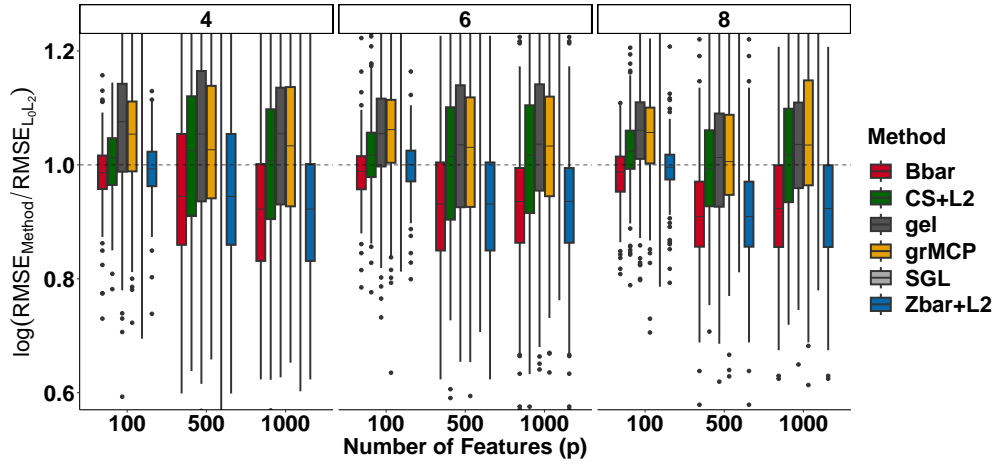 4 6 8
log(RMSE_Method / RMSE_L₀L₂)
1.2
1.0
0.8
0.6
100 500 1000 100 500 1000 100 500 1000
Number of Features (p)
Method
Bbar
CS+L2
gel
grMCP
SGL
Zbar+L2